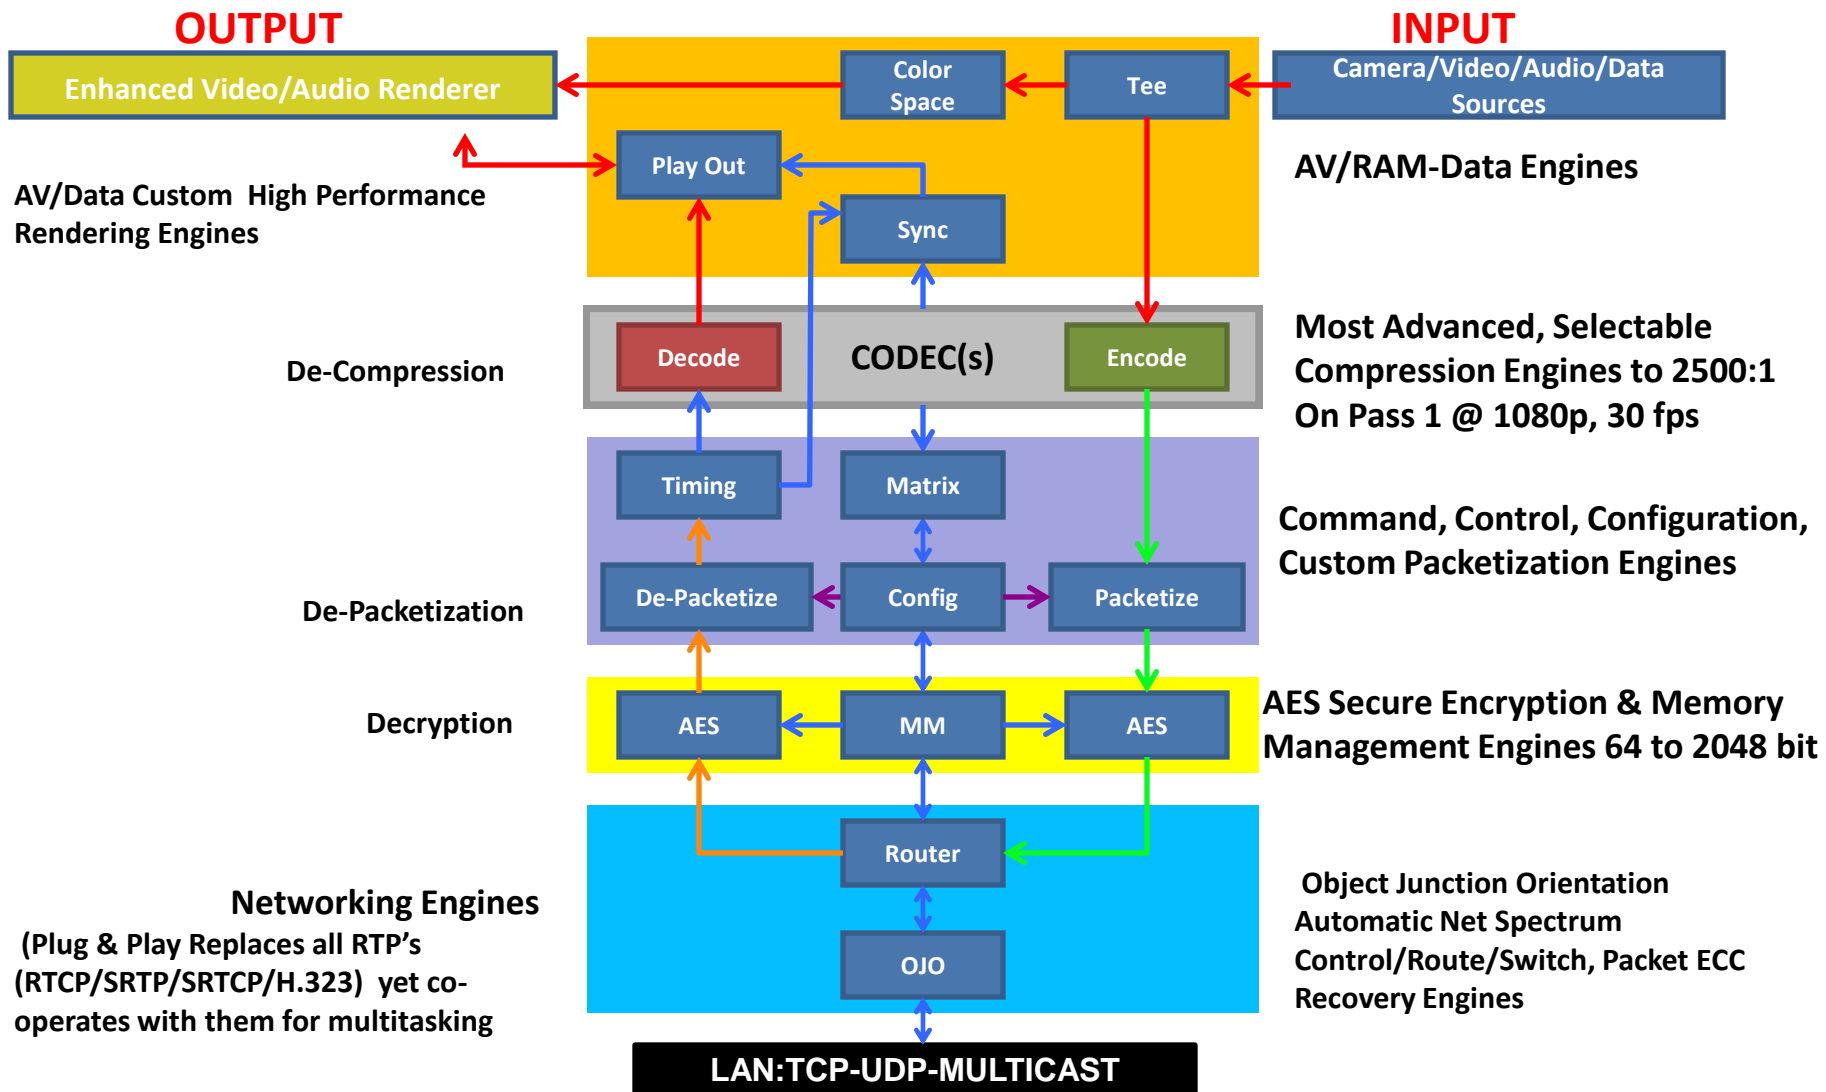 OUTPUT
INPUT
Enhanced Video/Audio Renderer
Color
Space
Tee
Camera/Video/Audio/Data
Sources
Play Out
Sync
AV/RAM-Data Engines
AV/Data Custom  High Performance
Rendering Engines
De-Compression
Decode
CODEC(s)
Encode
Most Advanced, Selectable
Compression Engines to 2500:1
On Pass 1 @ 1080p, 30 fps
Timing
Matrix
Command, Control, Configuration,
Custom Packetization Engines
De-Packetization
De-Packetize
Config
Packetize
Decryption
AES
MM
AES
AES Secure Encryption & Memory
Management Engines 64 to 2048 bit
Router
OJO
Networking Engines
(Plug & Play Replaces all RTP’s
(RTCP/SRTP/SRTCP/H.323)  yet co-
operates with them for multitasking
Object Junction Orientation
Automatic Net Spectrum
Control/Route/Switch, Packet ECC
Recovery Engines
LAN:TCP-UDP-MULTICAST